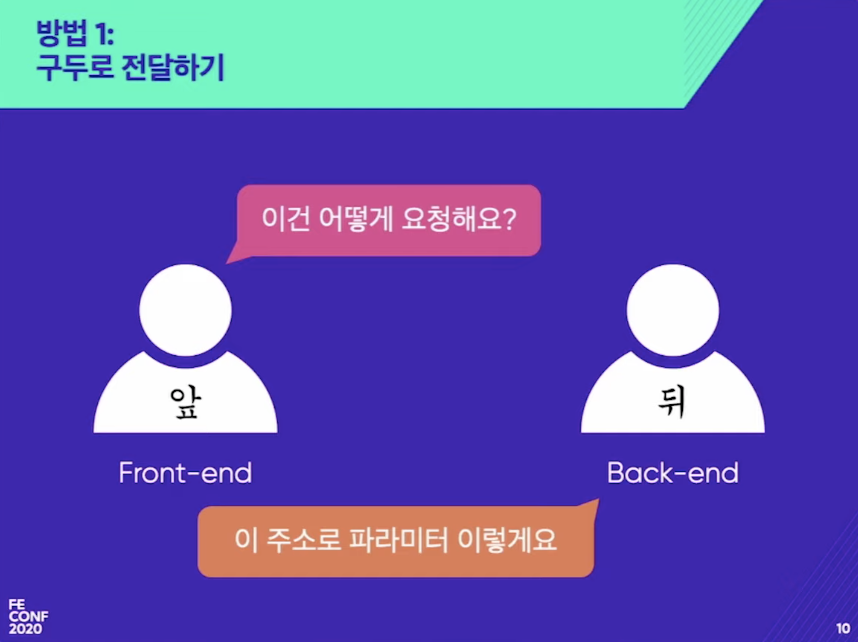 방법 1:
구두로 전달하기
이건 어떻게 요청해요?
앞
뒤
Front-end
Back-end
이 주소로 파라미터 이렇게요
FE
CONF
2020
10